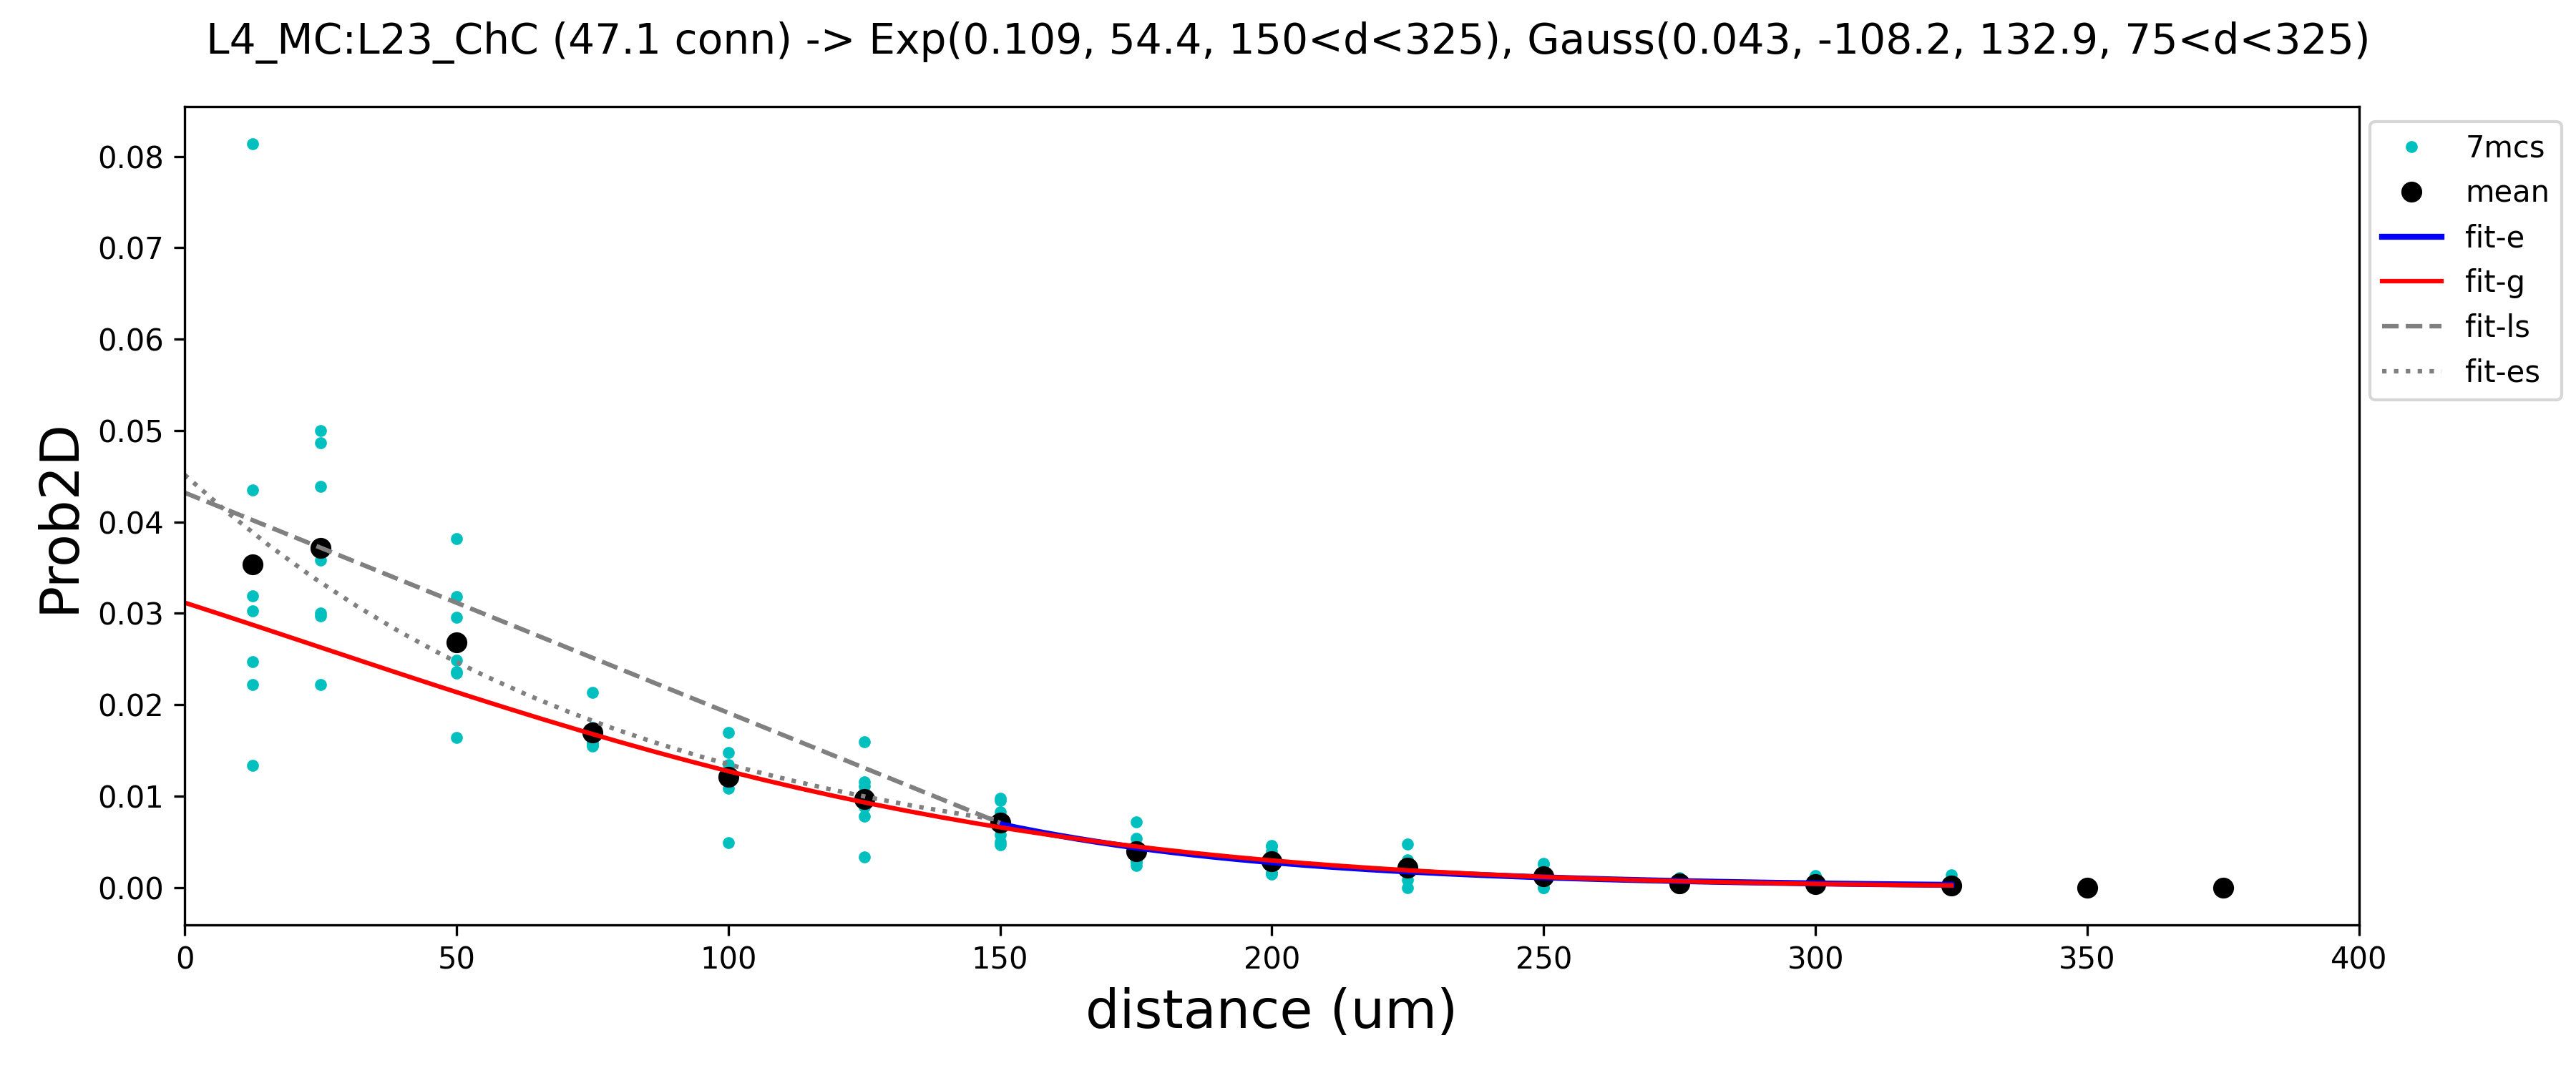 L4_MC:L23_ChC (47.1 conn) -> Exp(0.109, 54.4, 150<d<325), Gauss(0.043, -108.2, 132.9, 75<d<325)
0.08
0.07
0.06
0.05
0.04
0.03
0.02
0.01
0.00
Prob2D
0 50 100 150 200 250 300 350 400
distance (um)
7mcs
mean
fit-e
fit-g
fit-ls
fit-es